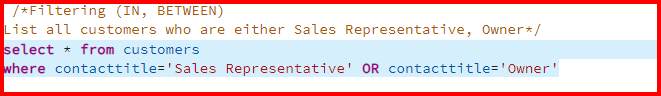 /*Filtering (IN, BETWEEN)
List all customers who are either Sales Representative, Owner*/
select * from customers
where contacttitle='Sales Representative' OR contacttitle='Owner'